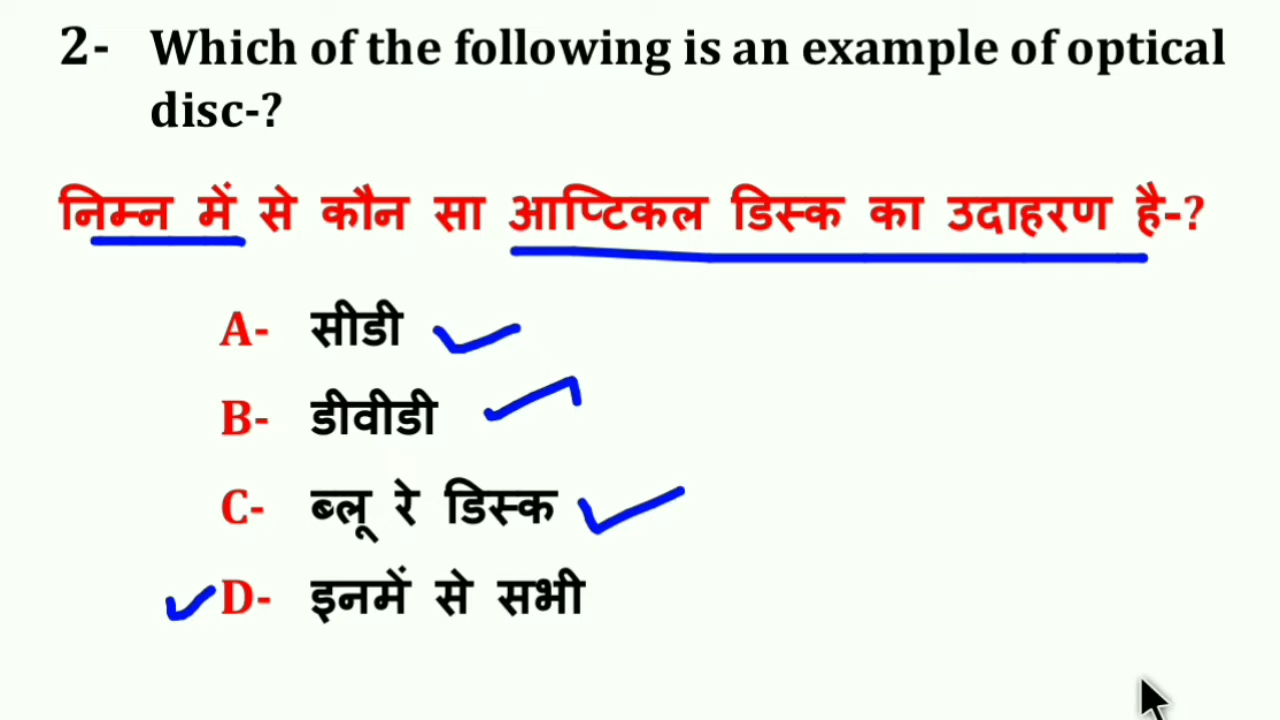 2- Which of the following is an example of optical
disc-?
निम्न में से कौन सा आप्टिकल डिस्क का उदाहरण है-?
A- सीडी
B- डीवीडी
C- ब्लू रे डिस्क
D- इनमें से सभी